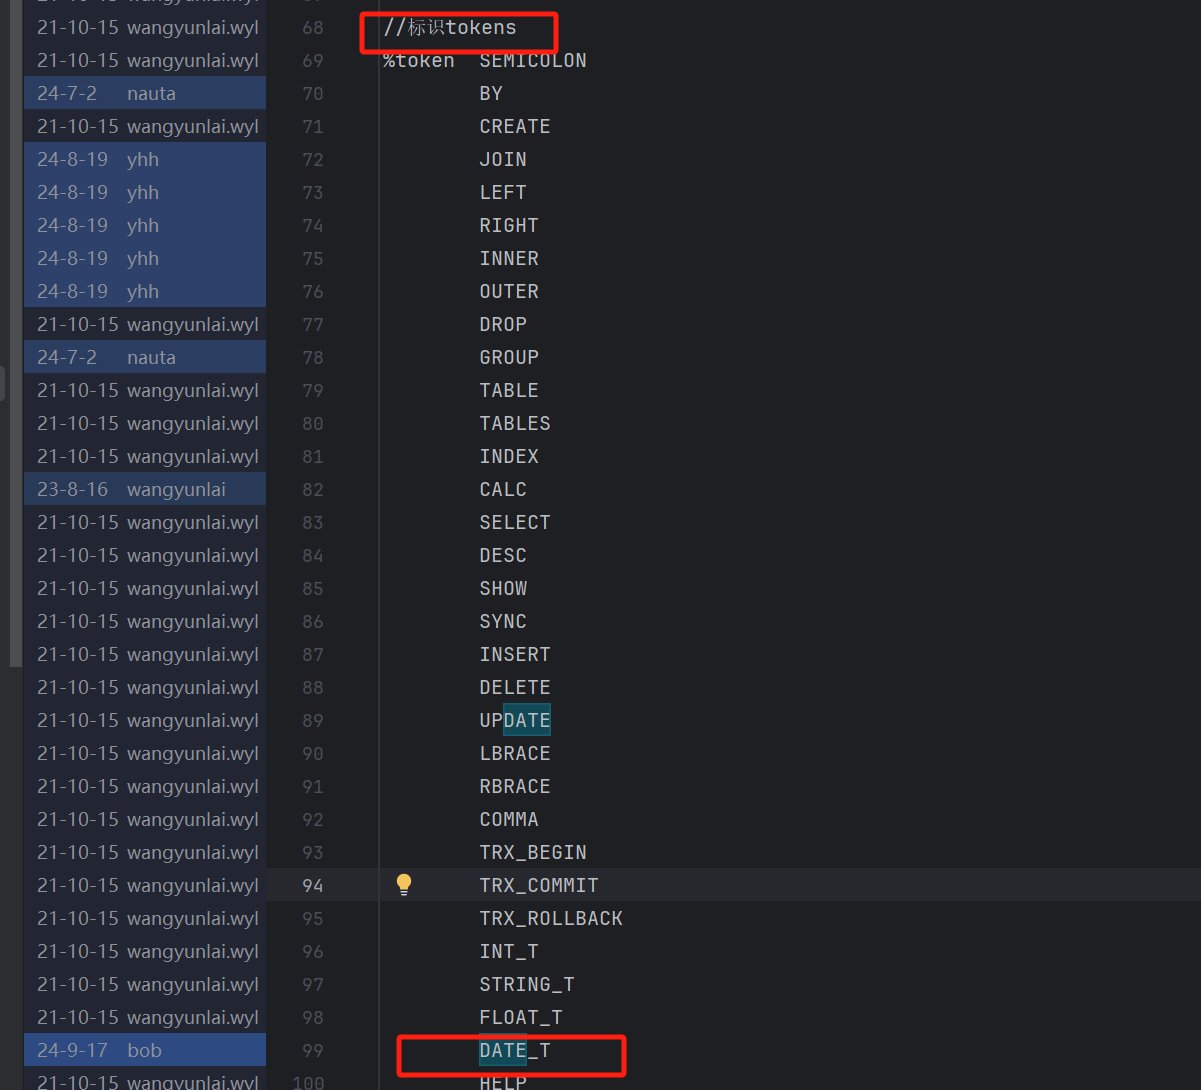 21-10-15 wangyunlai.wyl 68 //标识tokens
21-10-15 wangyunlai.wyl 69 %token SEMICOLON
24-7-2 nauta 70 BY
21-10-15 wangyunlai.wyl 71 CREATE
24-8-19 yhh 72 JOIN
24-8-19 yhh 73 LEFT
24-8-19 yhh 74 RIGHT
24-8-19 yhh 75 INNER
24-8-19 yhh 76 OUTER
21-10-15 wangyunlai.wyl 77 DROP
24-7-2 nauta 78 GROUP
21-10-15 wangyunlai.wyl 79 TABLE
21-10-15 wangyunlai.wyl 80 TABLES
21-10-15 wangyunlai.wyl 81 INDEX
23-8-16 wangyunlai 82 CALC
21-10-15 wangyunlai.wyl 83 SELECT
21-10-15 wangyunlai.wyl 84 DESC
21-10-15 wangyunlai.wyl 85 SHOW
21-10-15 wangyunlai.wyl 86 SYNC
21-10-15 wangyunlai.wyl 87 INSERT
21-10-15 wangyunlai.wyl 88 DELETE
21-10-15 wangyunlai.wyl 89 UPDATE
21-10-15 wangyunlai.wyl 90 LBRACE
21-10-15 wangyunlai.wyl 91 RBRACE
21-10-15 wangyunlai.wyl 92 COMMA
21-10-15 wangyunlai.wyl 93 TRX_BEGIN
21-10-15 wangyunlai.wyl 94 TRX_COMMIT
21-10-15 wangyunlai.wyl 95 TRX_ROLLBACK
21-10-15 wangyunlai.wyl 96 INT_T
21-10-15 wangyunlai.wyl 97 STRING_T
21-10-15 wangyunlai.wyl 98 FLOAT_T
24-9-17 bob 99 DATE_T
21-10-15 wangyunlai.wyl 100 HELP